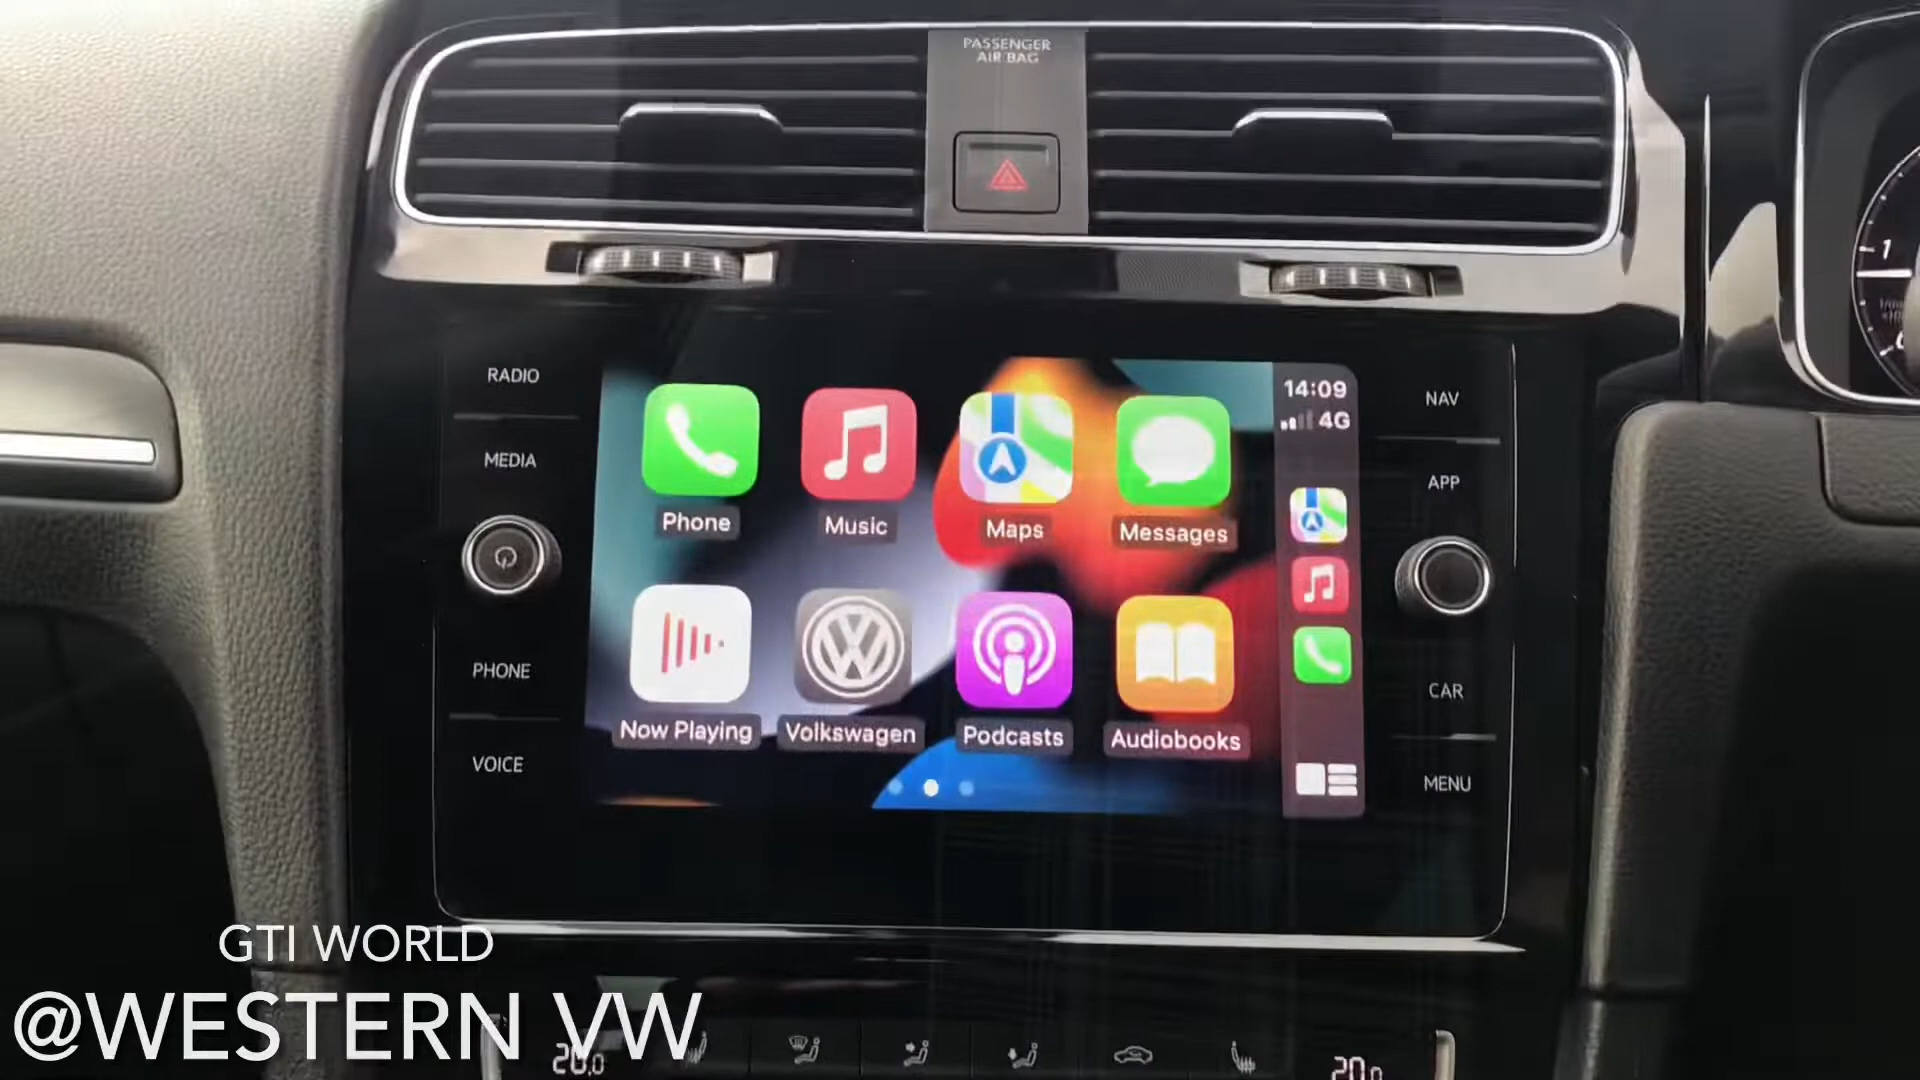 PASSENGER
AIR BAG
RADIO
MEDIA
PHONE
VOICE
14:09
4G
Phone
Music
Maps
Messages
Now Playing
Volkswagen
Podcasts
Audiobooks
NAV
APP
CAR
MENU
1
GTI WORLD
@WESTERN VW
20.0
20.0